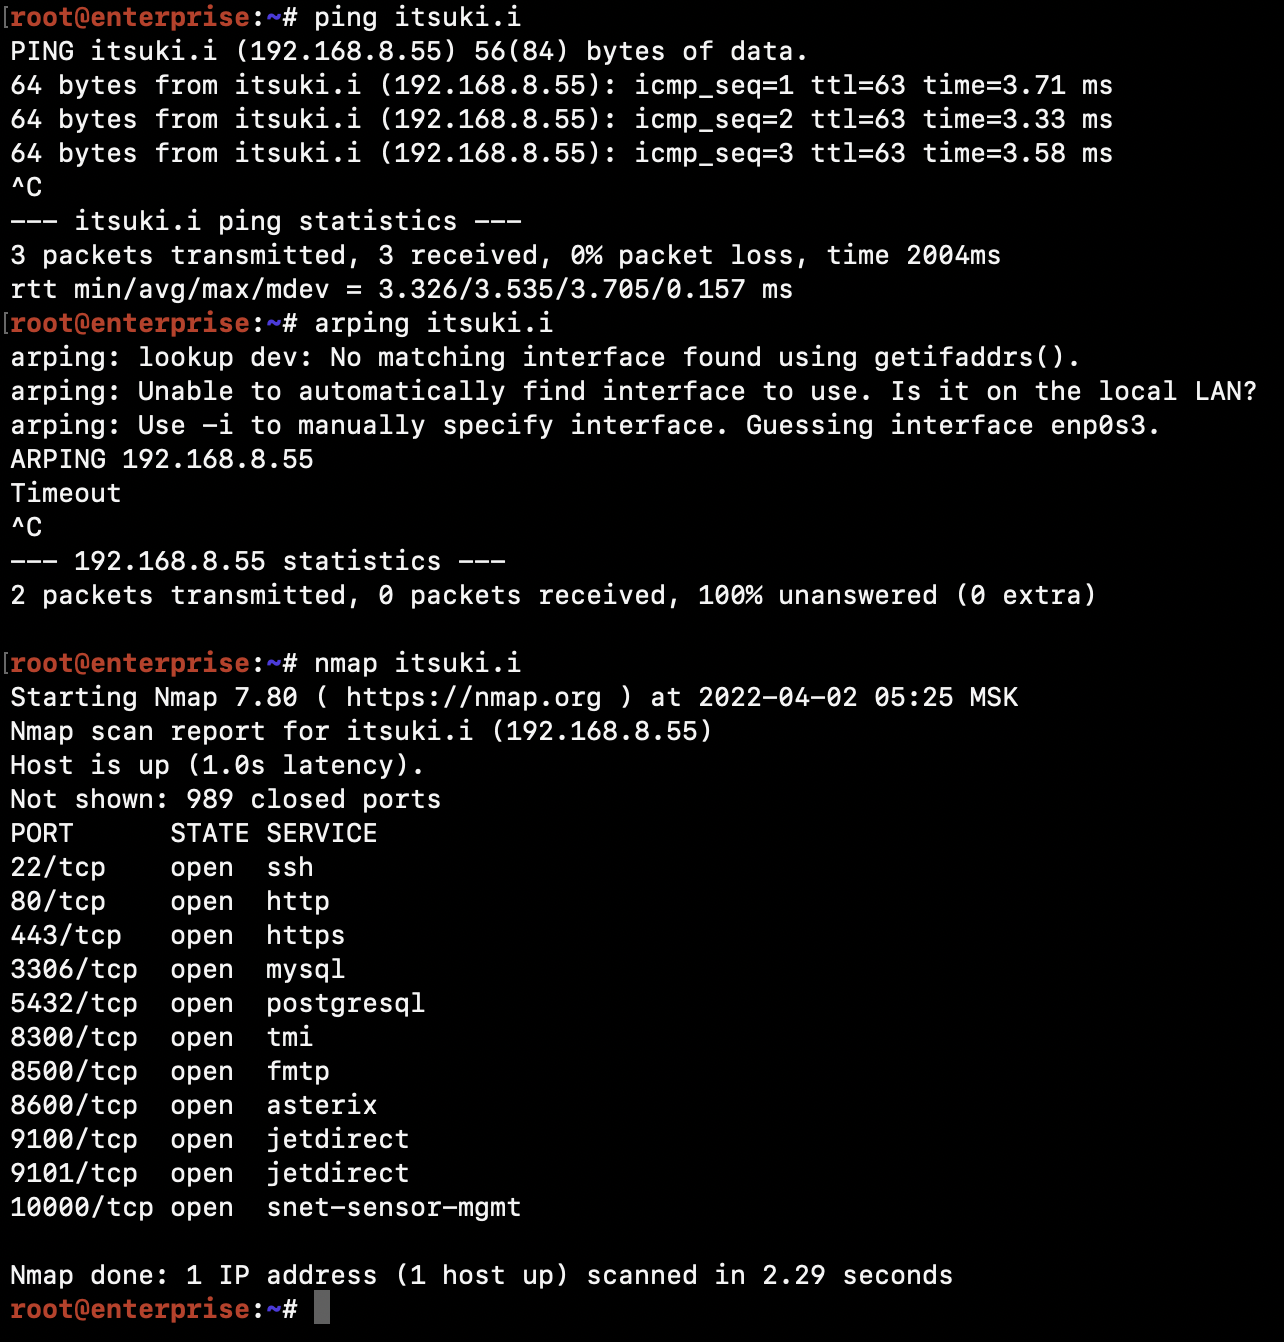 [root@enterprise:~# ping itsuki.i
PING itsuki.i (192.168.8.55) 56(84) bytes of data.
64 bytes from itsuki.i (192.168.8.55): icmp_seq=1 ttl=63 time=3.71 ms
64 bytes from itsuki.i (192.168.8.55): icmp_seq=2 ttl=63 time=3.33 ms
64 bytes from itsuki.i (192.168.8.55): icmp_seq=3 ttl=63 time=3.58 ms
^C
--- itsuki.i ping statistics ---
3 packets transmitted, 3 received, 0% packet loss, time 2004ms
rtt min/avg/max/mdev = 3.326/3.535/3.705/0.157 ms
[root@enterprise:~# arping itsuki.i
arping: lookup dev: No matching interface found using getifaddrs().
arping: Unable to automatically find interface to use. Is it on the local LAN?
arping: Use -i to manually specify interface. Guessing interface enp0s3.
ARPING 192.168.8.55
Timeout
^C
--- 192.168.8.55 statistics ---
2 packets transmitted, 0 packets received, 100% unanswered (0 extra)
[root@enterprise:~# nmap itsuki.i
Starting Nmap 7.80 ( https://nmap.org ) at 2022-04-02 05:25 MSK
Nmap scan report for itsuki.i (192.168.8.55)
Host is up (1.0s latency).
Not shown: 989 closed ports
PORT      STATE SERVICE
22/tcp    open  ssh
80/tcp    open  http
443/tcp   open  https
3306/tcp  open  mysql
5432/tcp  open  postgresql
8300/tcp  open  tmi
8500/tcp  open  fmtp
8600/tcp  open  asterix
9100/tcp  open  jetdirect
9101/tcp  open  jetdirect
10000/tcp open  snet-sensor-mgmt
Nmap done: 1 IP address (1 host up) scanned in 2.29 seconds
root@enterprise:~#